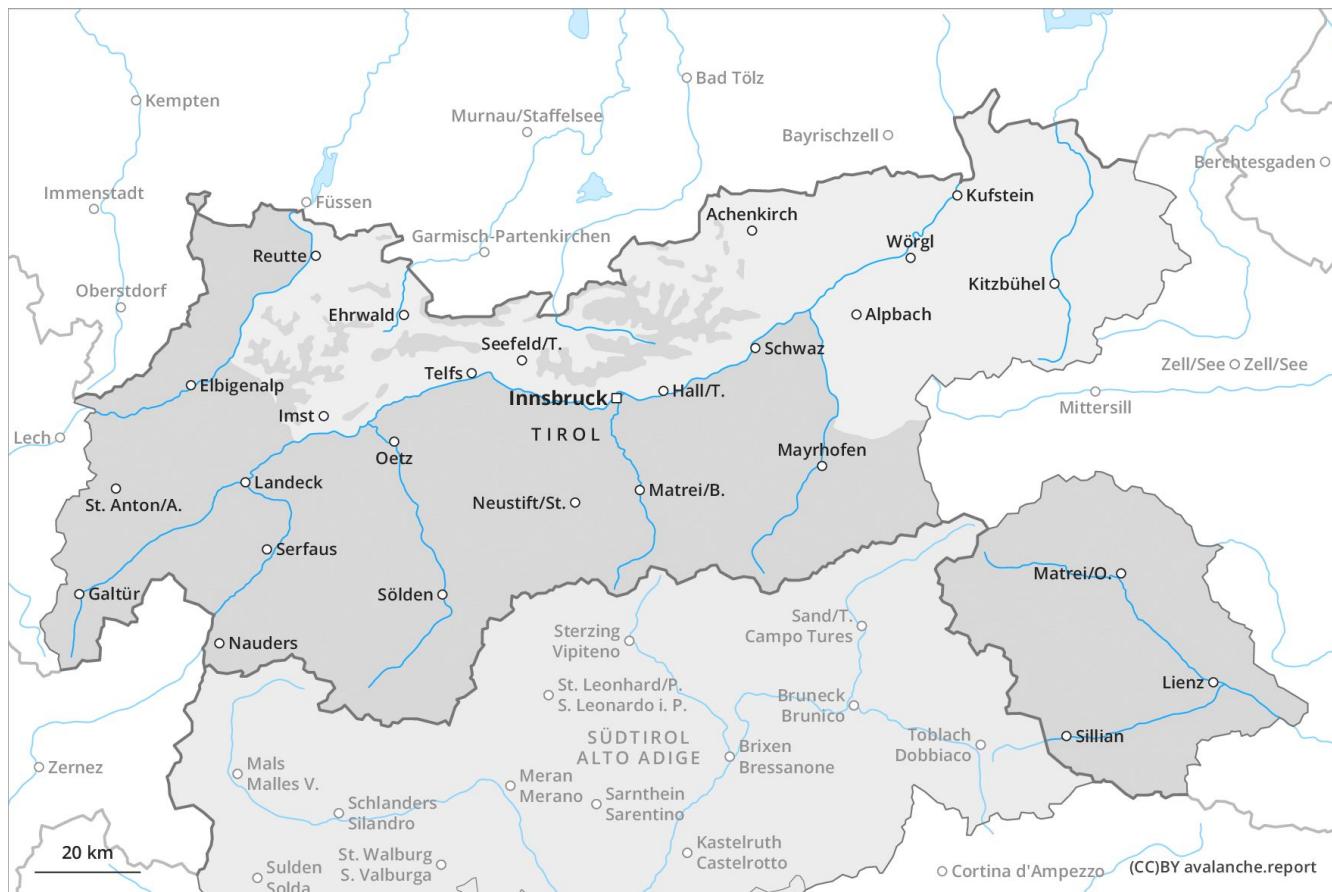 Bad Tölz
Kempten
Murnau/Staffelsee
Bayrischzell
Berchtesgaden
Immenstadt
Füssen
Kufstein
Achenkirch
Garmisch-Partenkirchen
Wörgl
Reutte
Kitzbühel
Oberstdorf
Ehrwald
Alpbach
Seefeld/T.
Schwaz
Zell/See
Zell/See
Telfs
Elbigenalp
Hall/T.
Innsbruck
Mittersill
Imst
Lech
TIROL
Mayrhofen
Oetz
Landeck
Matrei/B.
St. Anton/A.
Neustift/St.
Serfaus
Matrei/O.
Galtür
Sölden
Sand/T.
Campo Tures
Sterzing
Vipiteno
Nauders
Lienz
St. Leonhard/P.
S. Leonardo i. P.
Bruneck
Brunico
SÜDTIROL
ALTO ADIGE
Sillian
Toblach
Dobbiaco
Brixen
Bressanone
Zernez
Mals
Malles V.
Meran
Merano
Sarnthein
Sarentino
Schlanders
Silandro
Kastelruth
Castelrotto
20 km
St. Walburg
S. Valburga
Sulden
Solda
Cortina d'Ampezzo
(CC)BY avalanche.report